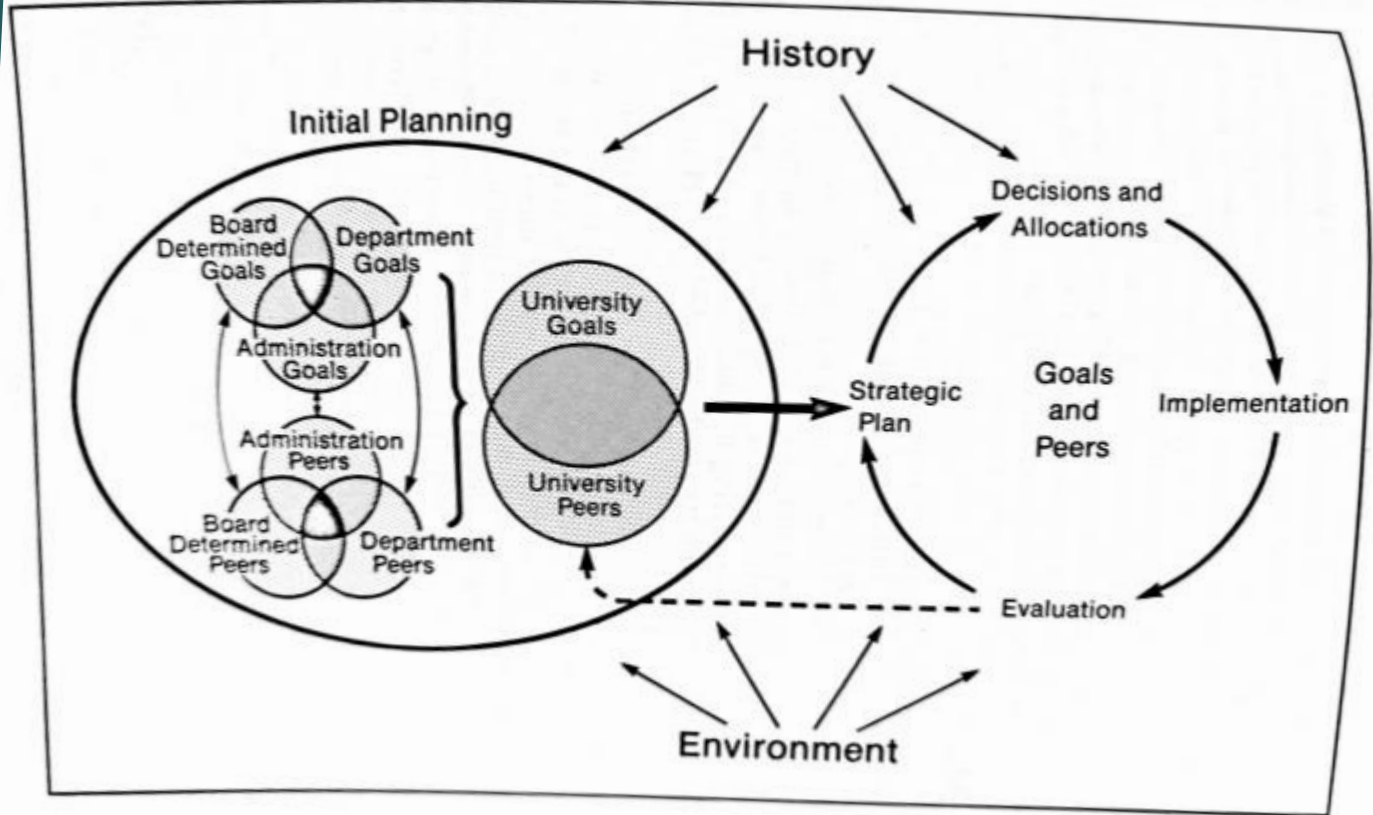 History
Initial Planning
Board
Determined
Goals
Department
Goals
Administration
Goals
Administration
Peers
Board
Determined
Peers
Department
Peers
University
Goals
University
Peers
Decisions and
Allocations
Strategic
Plan
Goals
and
Peers
Implementation
Evaluation
Environment